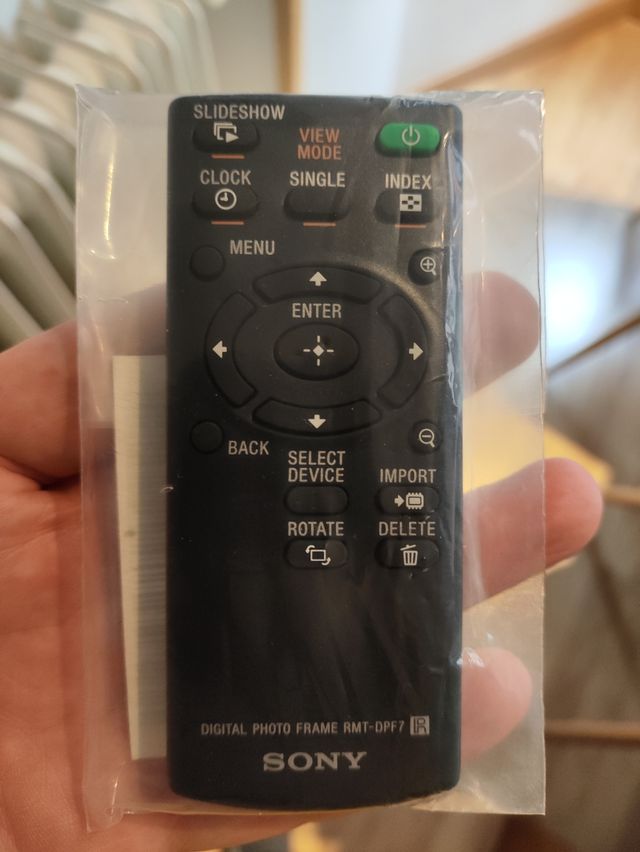 SLIDESHOW
VIEW
MODE
CLOCK
SINGLE
INDEX
MENU
ENTER
BACK
SELECT
DEVICE
IMPORT
ROTATE
DELETE
DIGITAL PHOTO FRAME RMT-DPF7 R
SONY